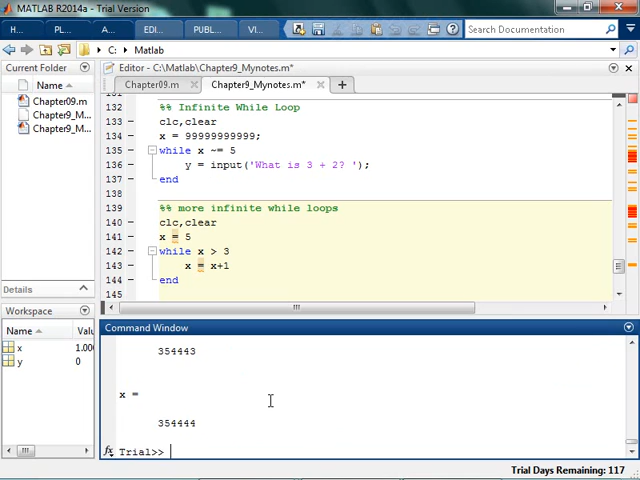 MATLAB R2014a - Trial Version
H... P... A... EDI... PUBL... VI... Search Documentation
C: ▸ Matlab
Current Folder
Editor - C:\Matlab\Chapter9_Mynotes.m*
Name
Chapter09.m Chapter9_Mynotes.m*
Chapter09.m
Chapter9_M...
Chapter9_M...
131
132 %% Infinite While Loop
133 clc,clear
134 x = 99999999999;
135 while x ~= 5
136 y = input('What is 3 + 2? ');
137 end
138
139 %% more infinite while loops
140 clc,clear
141 x = 5
142 while x > 3
143 x = x+1
144 end
145
Details
Workspace
Name Valu
x 1.00
y 0
Command Window
354443
x =
354444
fx Trial>>
Trial Days Remaining: 117